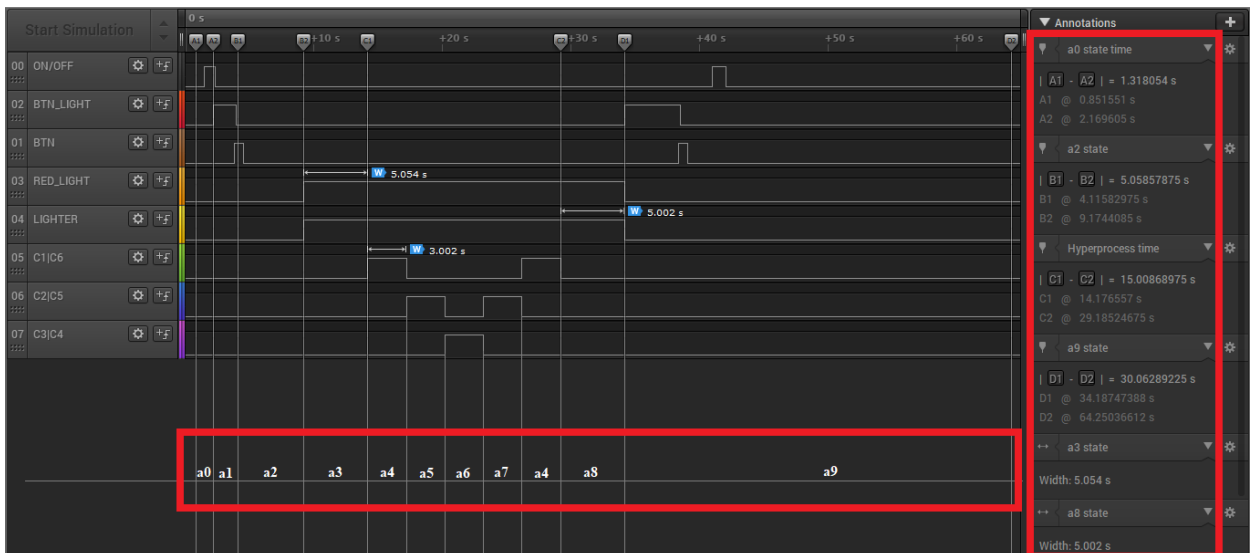 Start Simulation
0 s
+10 s
+20 s
+30 s
+40 s
+50 s
+60 s
A1
A2
B1
B2
C1
C2
D1
D2
00 ON/OFF
02 BTN_LIGHT
01 BTN
03 RED_LIGHT
W 5.054 s
04 LIGHTER
W 5.002 s
05 C1|C6
W 3.002 s
06 C2|C5
07 C3|C4
a0 a1 a2 a3 a4 a5 a6 a7 a4 a8 a9
Annotations
a0 state time
| A1 - A2 | = 1.318054 s
A1 @ 0.851551 s
A2 @ 2.169605 s
a2 state
| B1 - B2 | = 5.05857875 s
B1 @ 4.11582975 s
B2 @ 9.1744085 s
Hyperprocess time
| C1 - C2 | = 15.00868975 s
C1 @ 14.176557 s
C2 @ 29.18524675 s
a9 state
| D1 - D2 | = 30.06289225 s
D1 @ 34.18747388 s
D2 @ 64.25036612 s
a3 state
Width: 5.054 s
a8 state
Width: 5.002 s